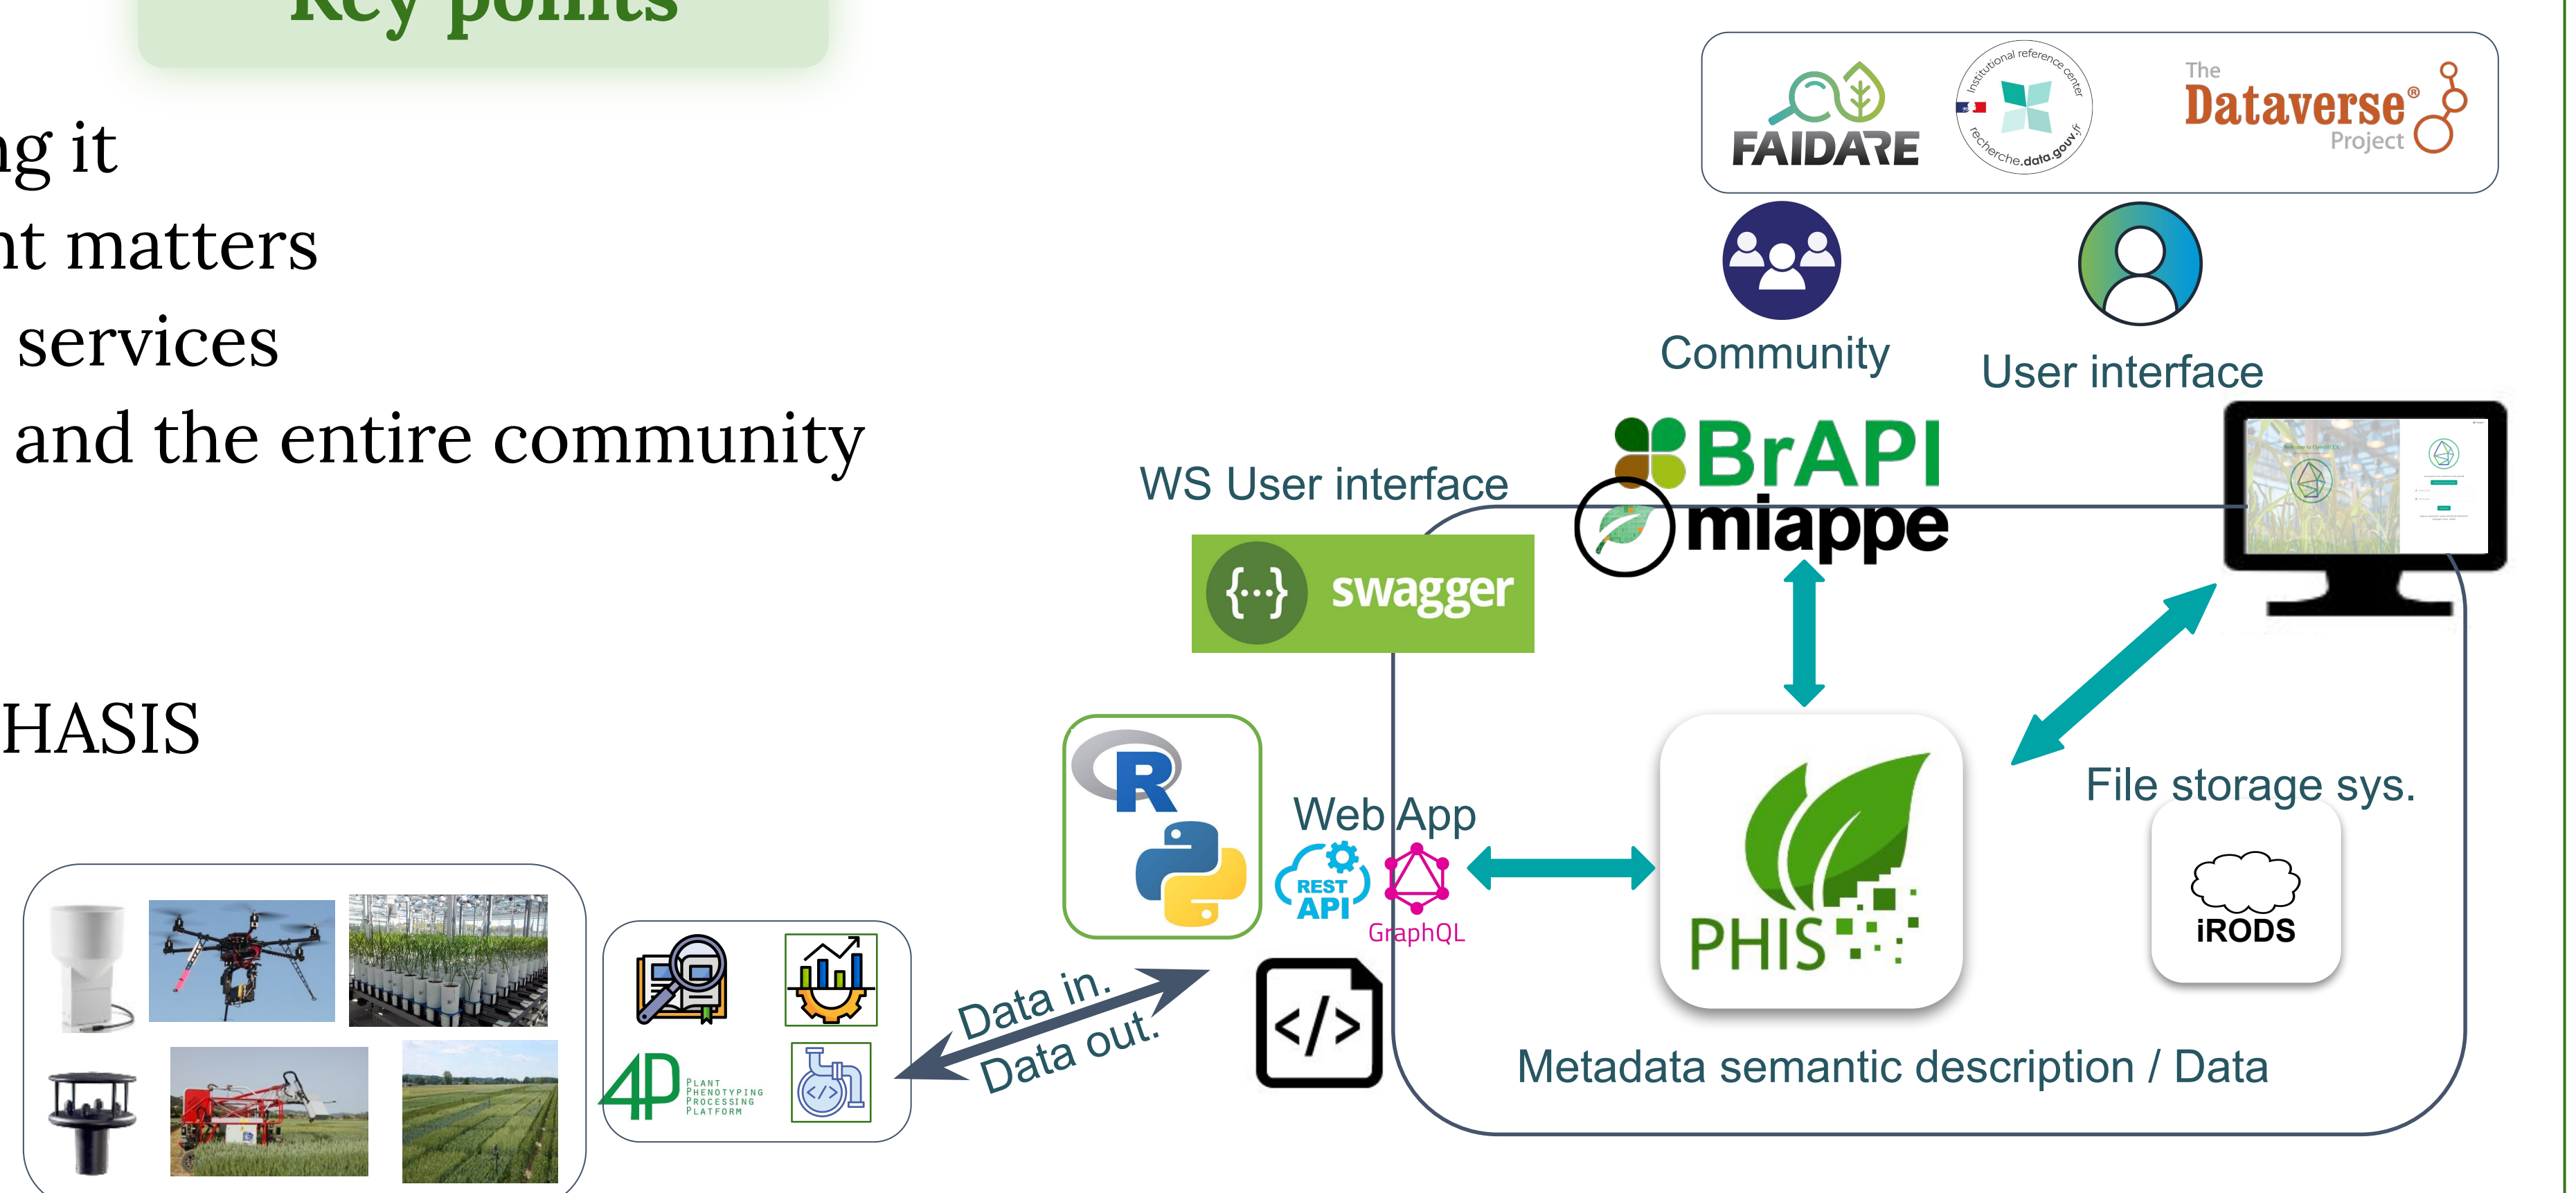 Key points
ng it
nt matters
services
and the entire community
HASIS
FAIDARE
Institutional reference center
recherche.data.gouv.fr
The
Dataverse®
Project
Community
User interface
BrAPI
miappe
WS User interface
{···} swagger
R
Web App
REST
API
GraphQL
PHIS
File storage sys.
iRODS
Data in.
Data out.
</>
4P PLANT
PHENOTYPING
PROCESSING
PLATFORM
</>
Metadata semantic description / Data